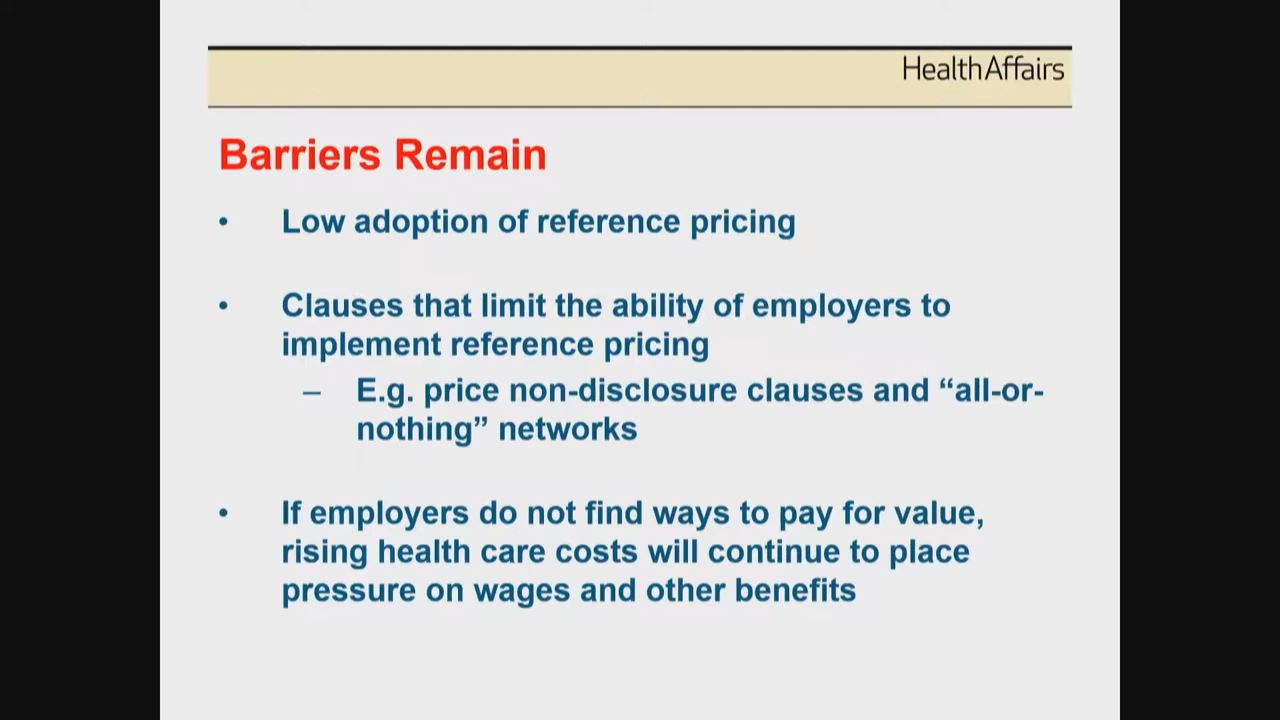 HealthAffairs
Barriers Remain
• Low adoption of reference pricing
• Clauses that limit the ability of employers to
implement reference pricing
– E.g. price non-disclosure clauses and “all-or-
nothing” networks
• If employers do not find ways to pay for value,
rising health care costs will continue to place
pressure on wages and other benefits